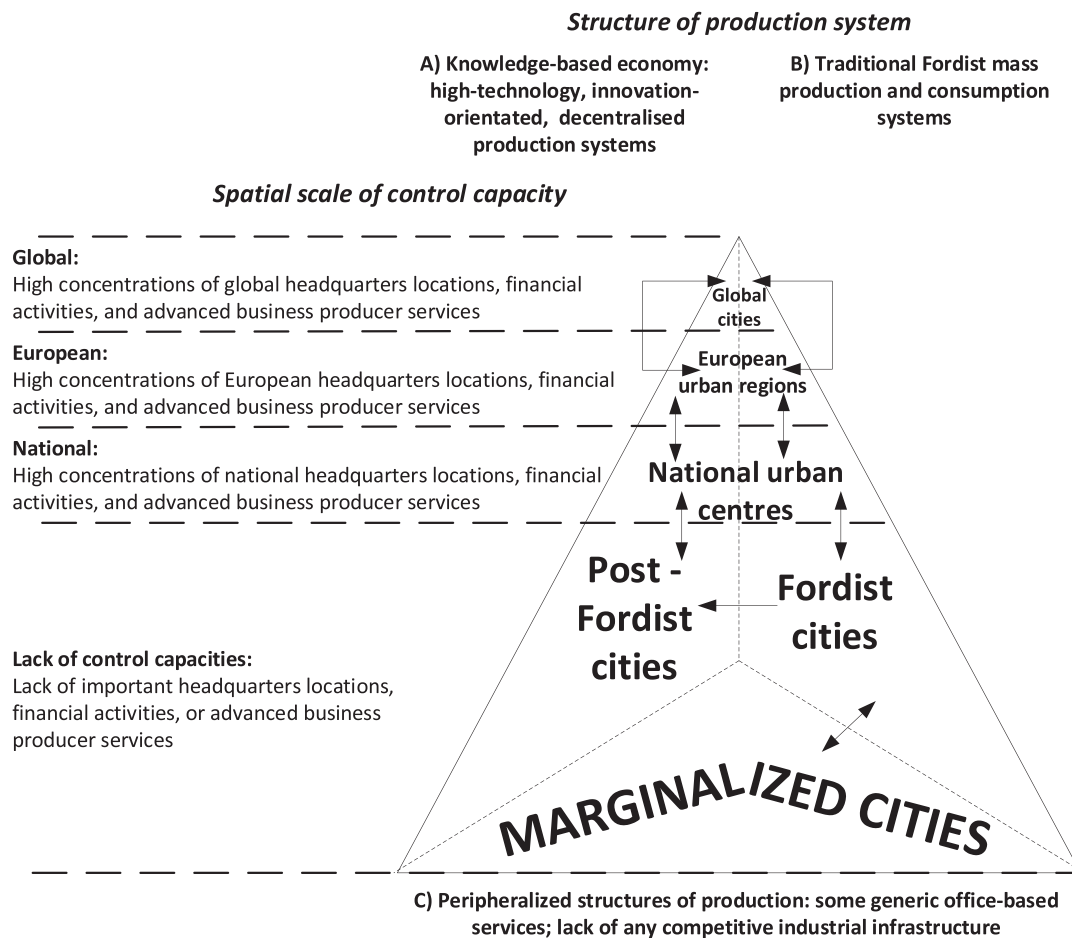 Structure of production system
A) Knowledge-based economy:
high-technology, innovation-
orientated,  decentralised
production systems
B) Traditional Fordist mass
production and consumption
systems
Spatial scale of control capacity
Global:
High concentrations of global headquarters locations, financial
activities, and advanced business producer services
European:
High concentrations of European headquarters locations, financial
activities, and advanced business producer services
National:
High concentrations of national headquarters locations, financial
activities, and advanced business producer services
Lack of control capacities:
Lack of important headquarters locations,
financial activities, or advanced business
producer services
Global
cities
European
urban regions
National urban
centres
Post -
Fordist
cities
Fordist
cities
MARGINALIZED CITIES
C) Peripheralized structures of production: some generic office-based
services; lack of any competitive industrial infrastructure